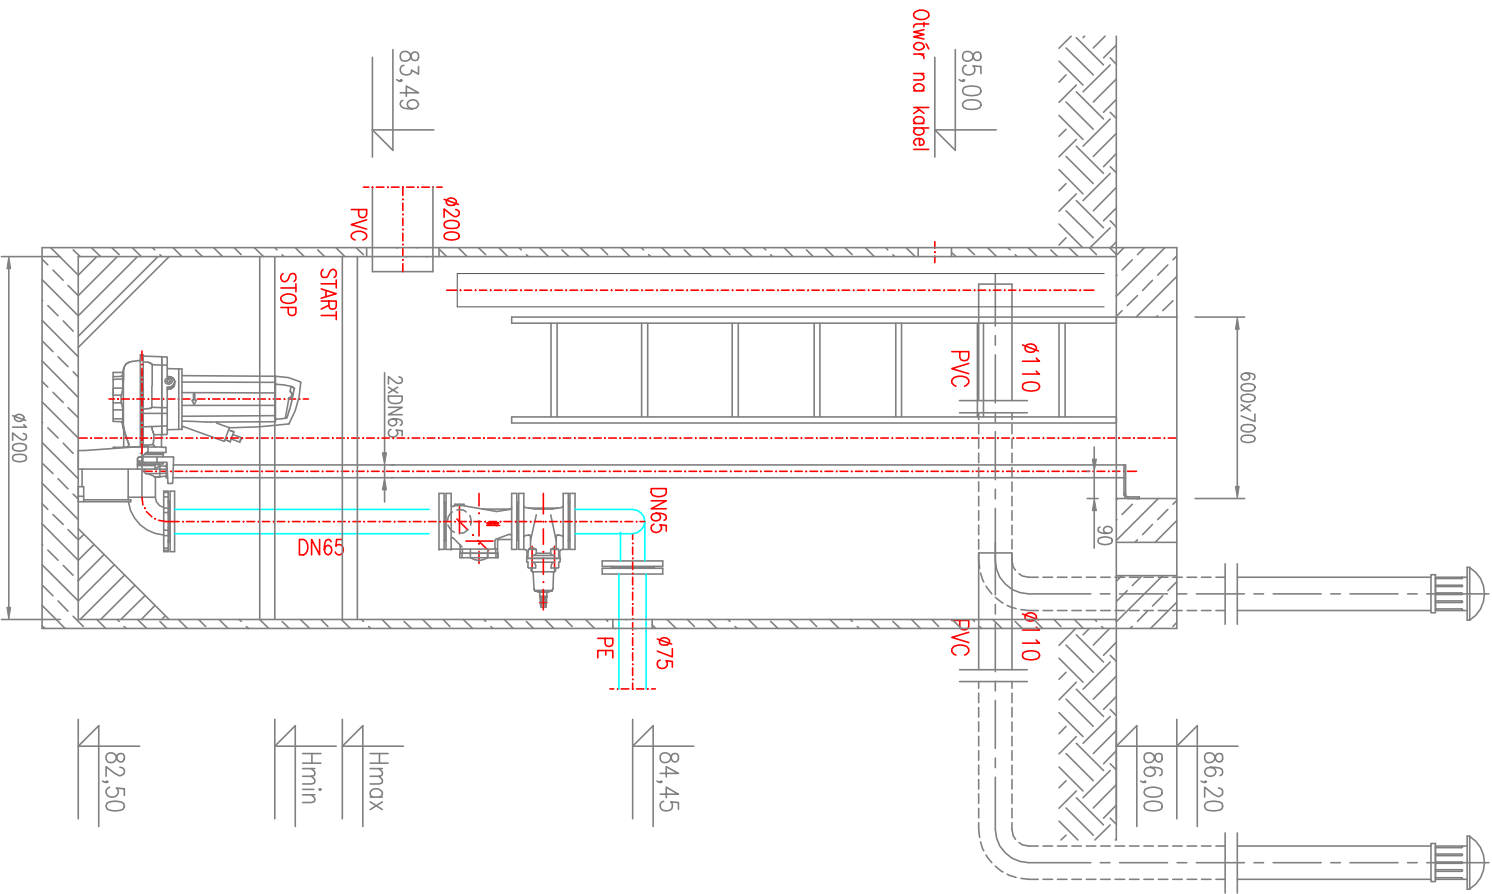 600x700
ø110
PVC
90
ø110
PVC
86,20
86,00
85,00
Otwór na kabel
DN65
ø75
PE
84,45
83,49
ø200
PVC
2xDN65
START
STOP
DN65
Hmax
Hmin
82,50
ø1200